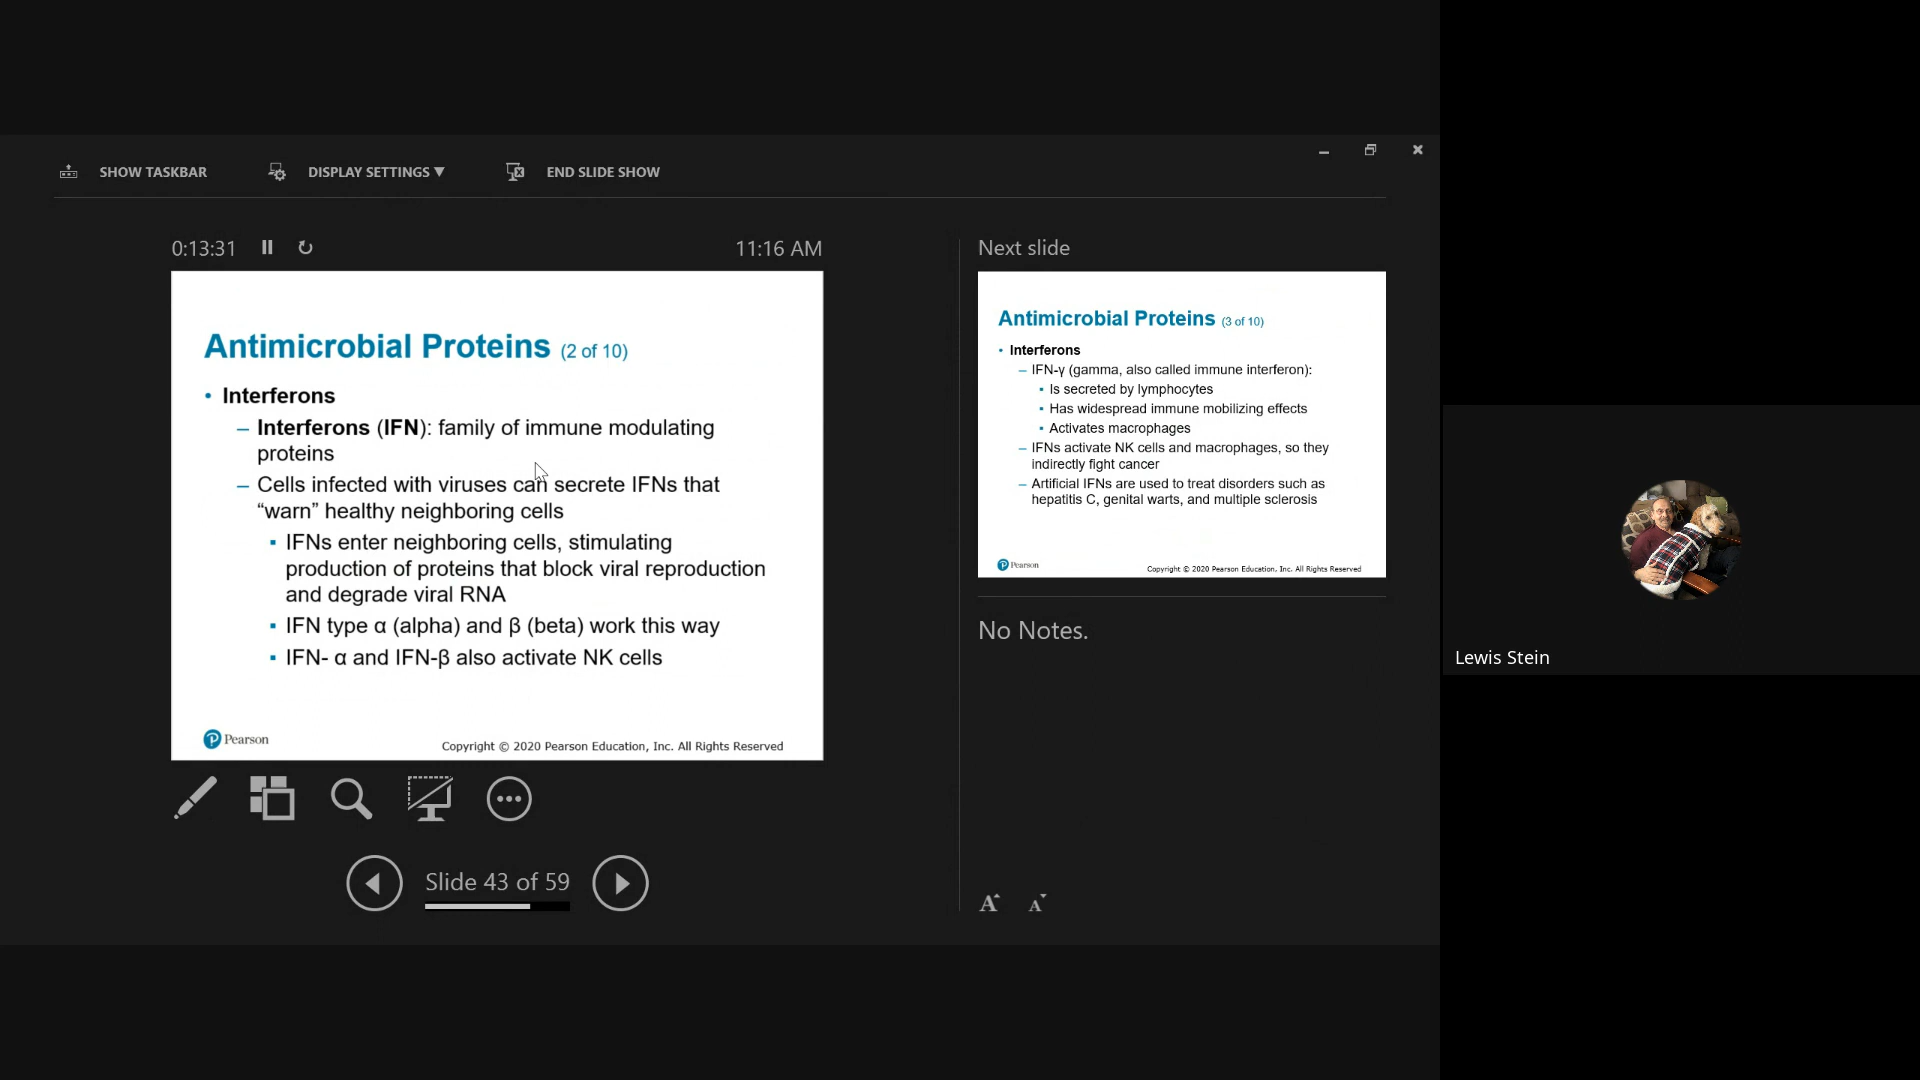 SHOW TASKBAR
DISPLAY SETTINGS ▼
END SLIDE SHOW
0:13:31
11:16 AM
Antimicrobial Proteins (2 of 10)
• Interferons
– Interferons (IFN): family of immune modulating
proteins
– Cells infected with viruses can secrete IFNs that
“warn” healthy neighboring cells
▪ IFNs enter neighboring cells, stimulating
production of proteins that block viral reproduction
and degrade viral RNA
▪ IFN type α (alpha) and β (beta) work this way
▪ IFN- α and IFN-β also activate NK cells
P Pearson
Copyright © 2020 Pearson Education, Inc. All Rights Reserved
Slide 43 of 59
Next slide
Antimicrobial Proteins (3 of 10)
• Interferons
– IFN-γ (gamma, also called immune interferon):
▪ Is secreted by lymphocytes
▪ Has widespread immune mobilizing effects
▪ Activates macrophages
– IFNs activate NK cells and macrophages, so they
indirectly fight cancer
– Artificial IFNs are used to treat disorders such as
hepatitis C, genital warts, and multiple sclerosis
P Pearson
Copyright © 2020 Pearson Education, Inc. All Rights Reserved
No Notes.
A A
Lewis Stein